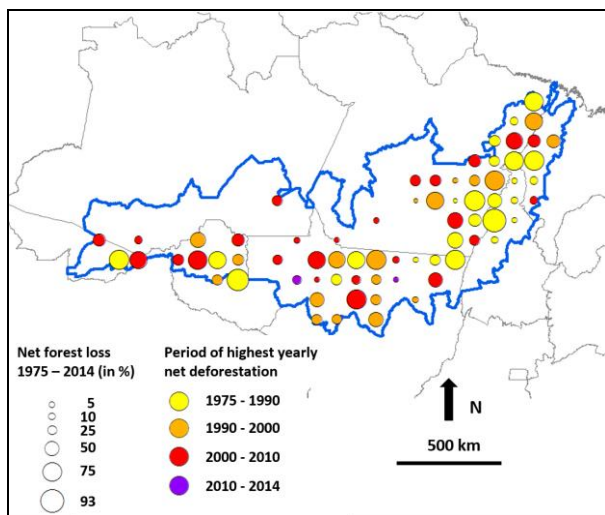 Net forest loss
1975 – 2014 (in %)
5
10
25
50
75
93
Period of highest yearly
net deforestation
1975 - 1990
1990 - 2000
2000 - 2010
2010 - 2014
N
500 km